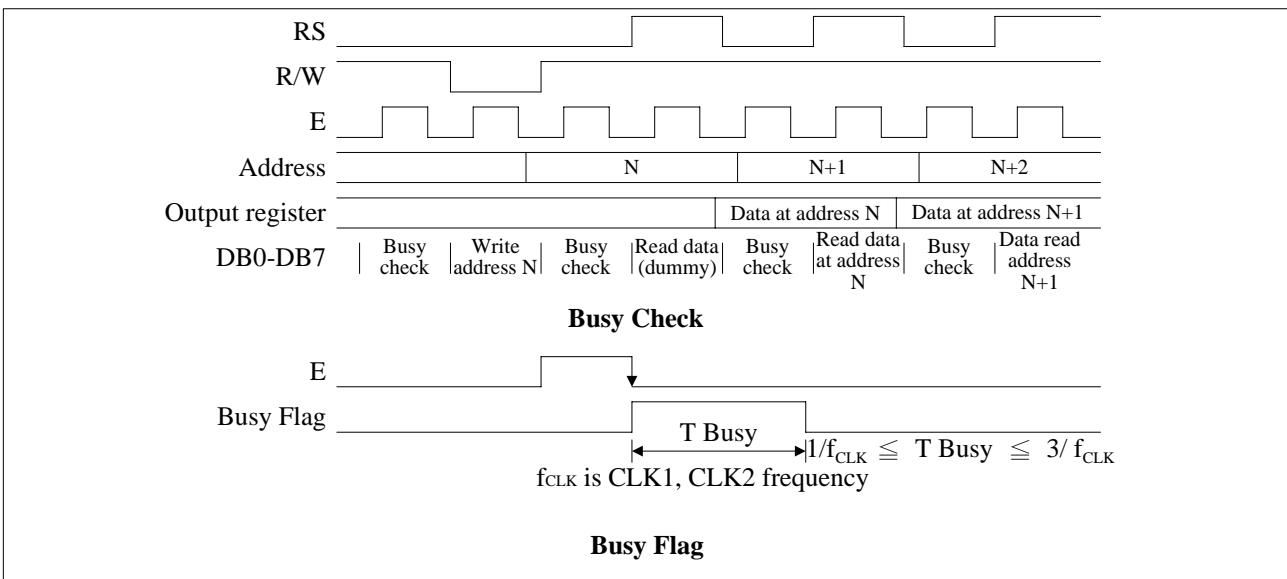 RS
R/W
E
Address N N+1 N+2
Output register Data at address N Data at address N+1
DB0-DB7 Busy check Write address N Busy check Read data (dummy) Busy check Read data at address N Busy check Data read address N+1
Busy Check
E
Busy Flag
T Busy
1/fCLK ≦ T Busy ≦ 3/ fCLK
fCLK is CLK1, CLK2 frequency
Busy Flag